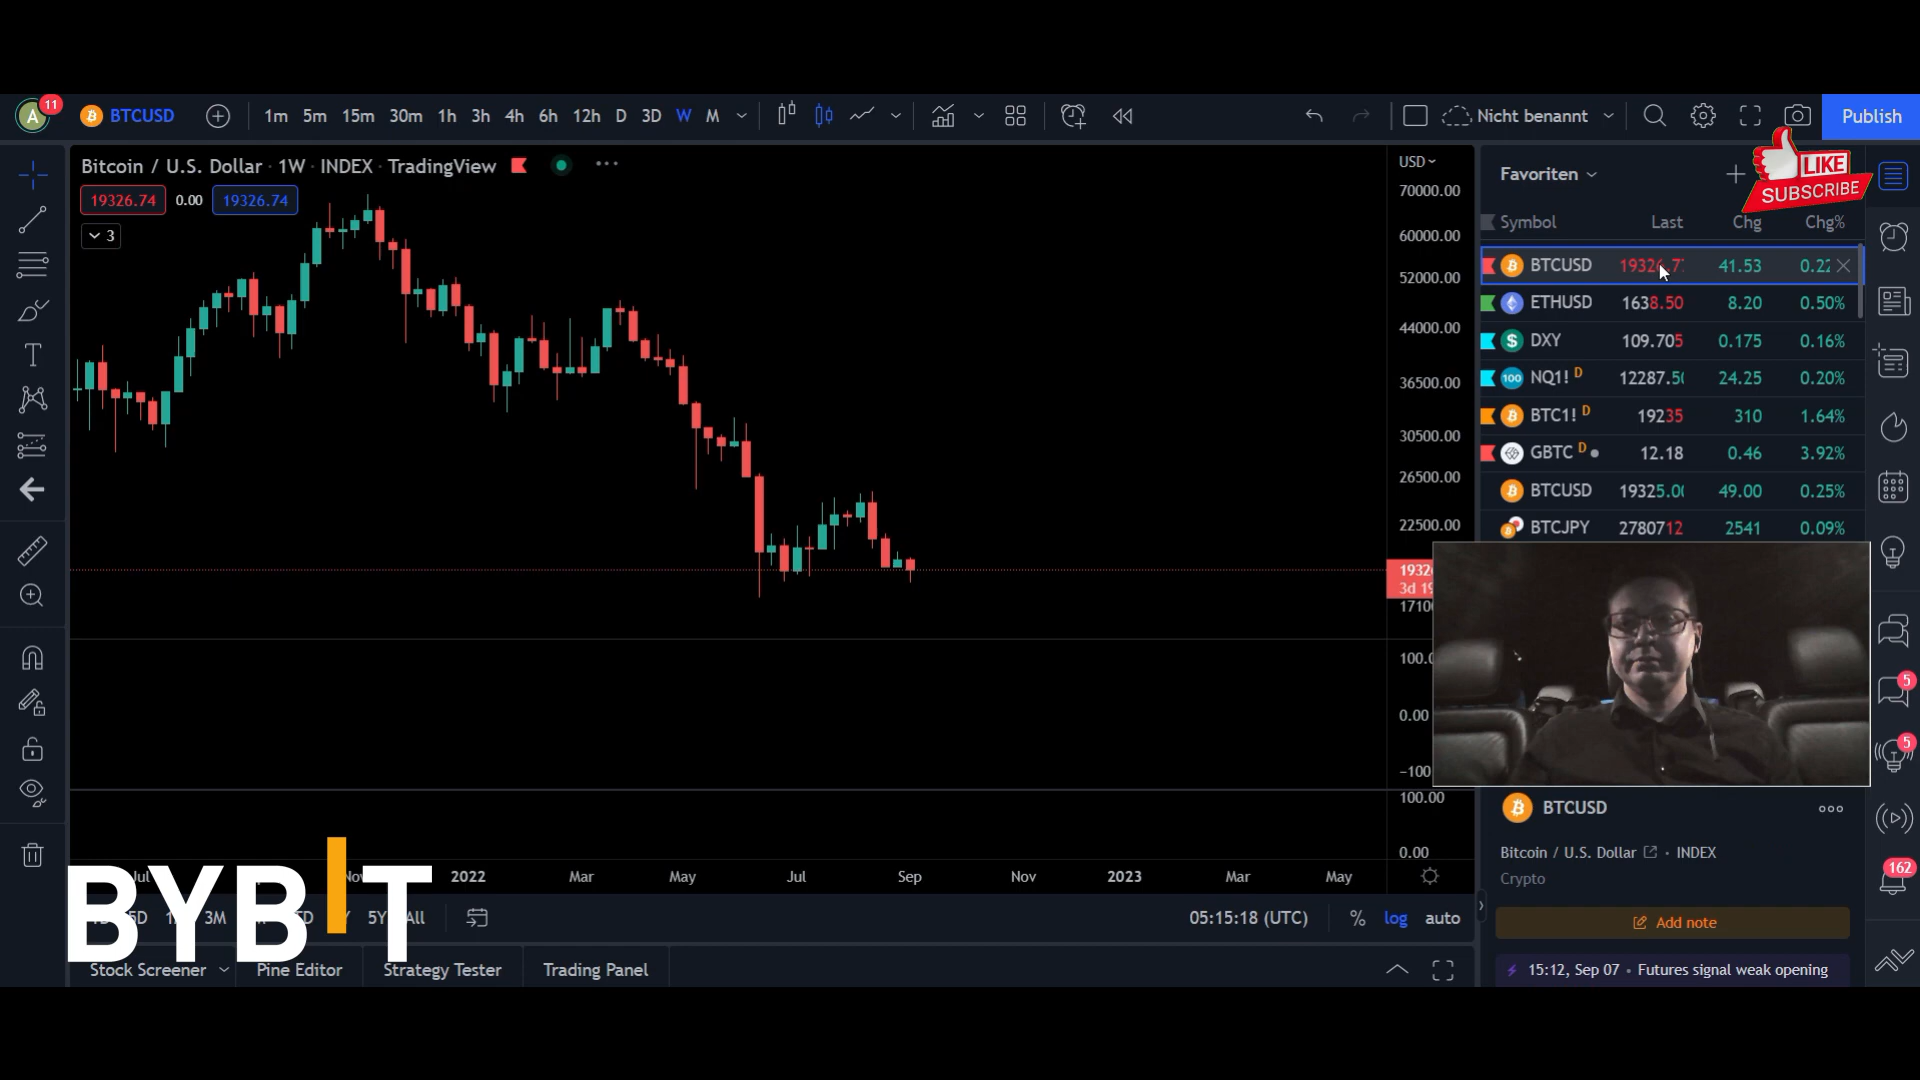 A 11 BTCUSD 1m 5m 15m 30m 1h 3h 4h 6h 12h D 3D W M Nicht benannt Publish
Bitcoin / U.S. Dollar · 1W · INDEX · TradingView
19326.74 0.00 19326.74
3
USD
70000.00
60000.00
52000.00
44000.00
36500.00
30500.00
26500.00
22500.00
100.00
0.00
Favoriten
LIKE
SUBSCRIBE
Symbol Last Chg Chg%
BTCUSD 41.53
ETHUSD 1638.50 8.20 0.50%
DXY 109.705 0.175 0.16%
100 NQ1! D 24.25 0.20%
BTC1! D 19235 310 1.64%
GBTC D 12.18 0.46 3.92%
BTCUSD 49.00 0.25%
BTCJPY 2780712 2541 0.09%
5
5
162
BTCUSD
Bitcoin / U.S. Dollar · INDEX
Crypto
Add note
15:12, Sep 07 • Futures signal weak opening
2022 Mar May Jul Sep Nov 2023 Mar May
3M 5Y All 05:15:18 (UTC) % log auto
BYBIT
Stock Screener Pine Editor Strategy Tester Trading Panel